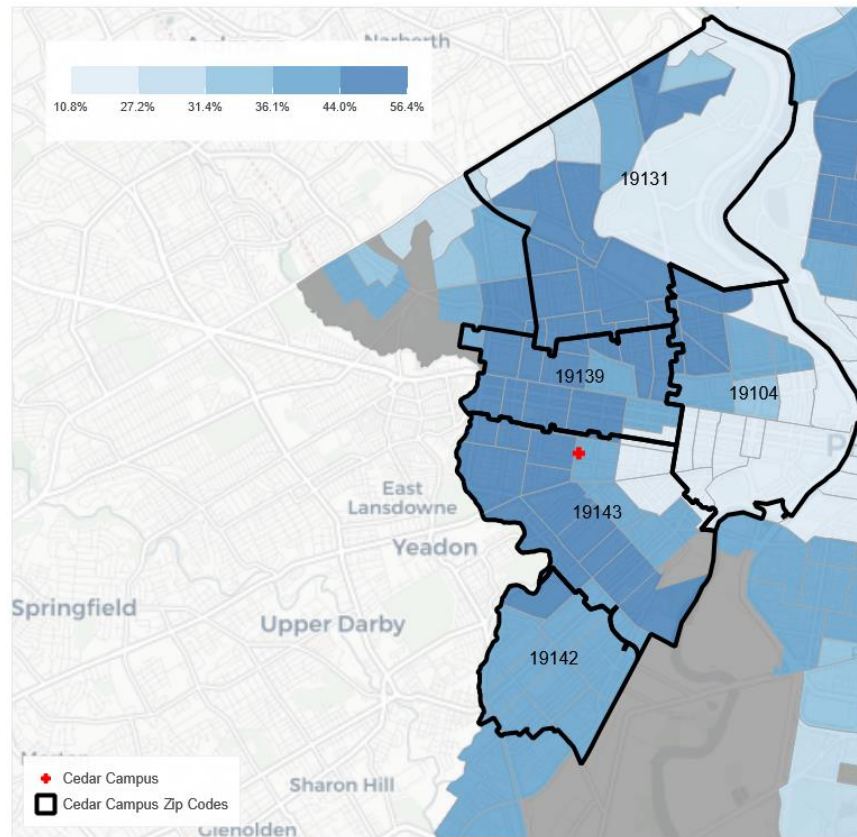 Narberth
10.8% 27.2% 31.4% 36.1% 44.0% 56.4%
19131
19139
19104
East
Lansdowne
19143
Yeadon
Springfield
Upper Darby
19142
Cedar Campus
Sharon Hill
Cedar Campus Zip Codes
Glenolden